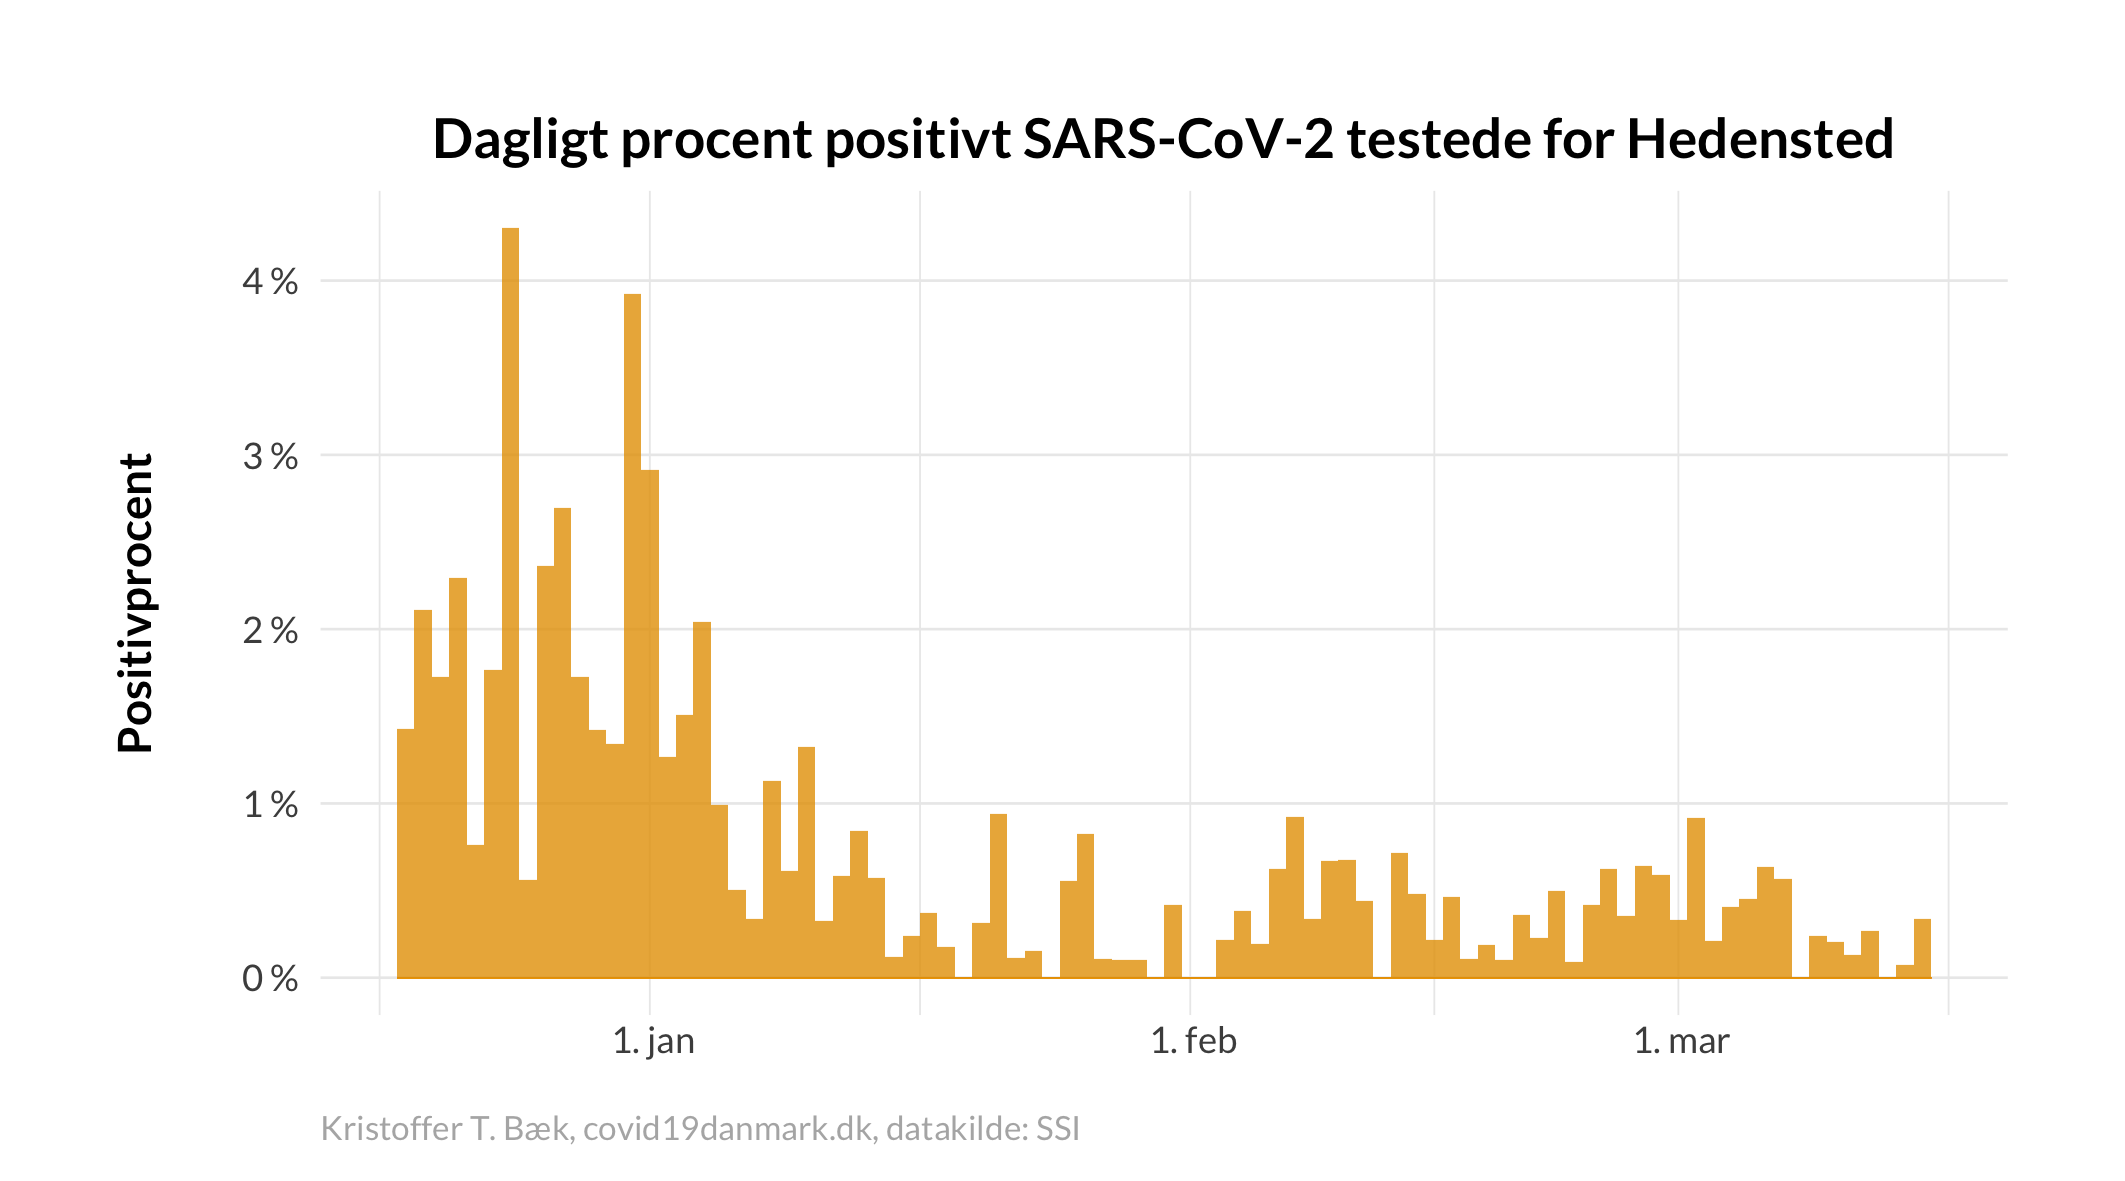 Dagligt procent positivt SARS-CoV-2 testede for Hedensted
Positivprocent
4 %
3 %
2 %
1 %
0 %
1. jan
1. feb
1. mar
Kristoffer T. Bæk, covid19danmark.dk, datakilde: SSI